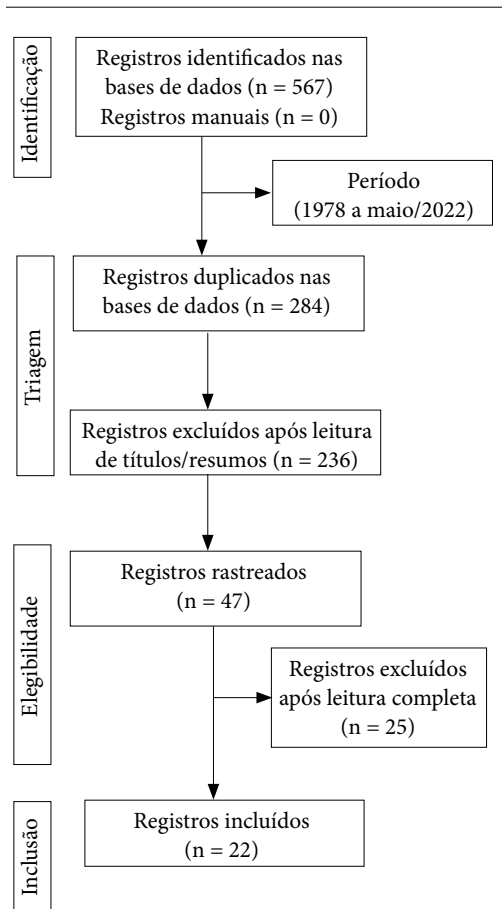 Identificação
Registros identificados nas
bases de dados (n = 567)
Registros manuais (n = 0)
Período
(1978 a maio/2022)
Triagem
Registros duplicados nas
bases de dados (n = 284)
Registros excluídos após leitura
de títulos/resumos (n = 236)
Elegibilidade
Registros rastreados
(n = 47)
Registros excluídos
após leitura completa
(n = 25)
Inclusão
Registros incluídos
(n = 22)